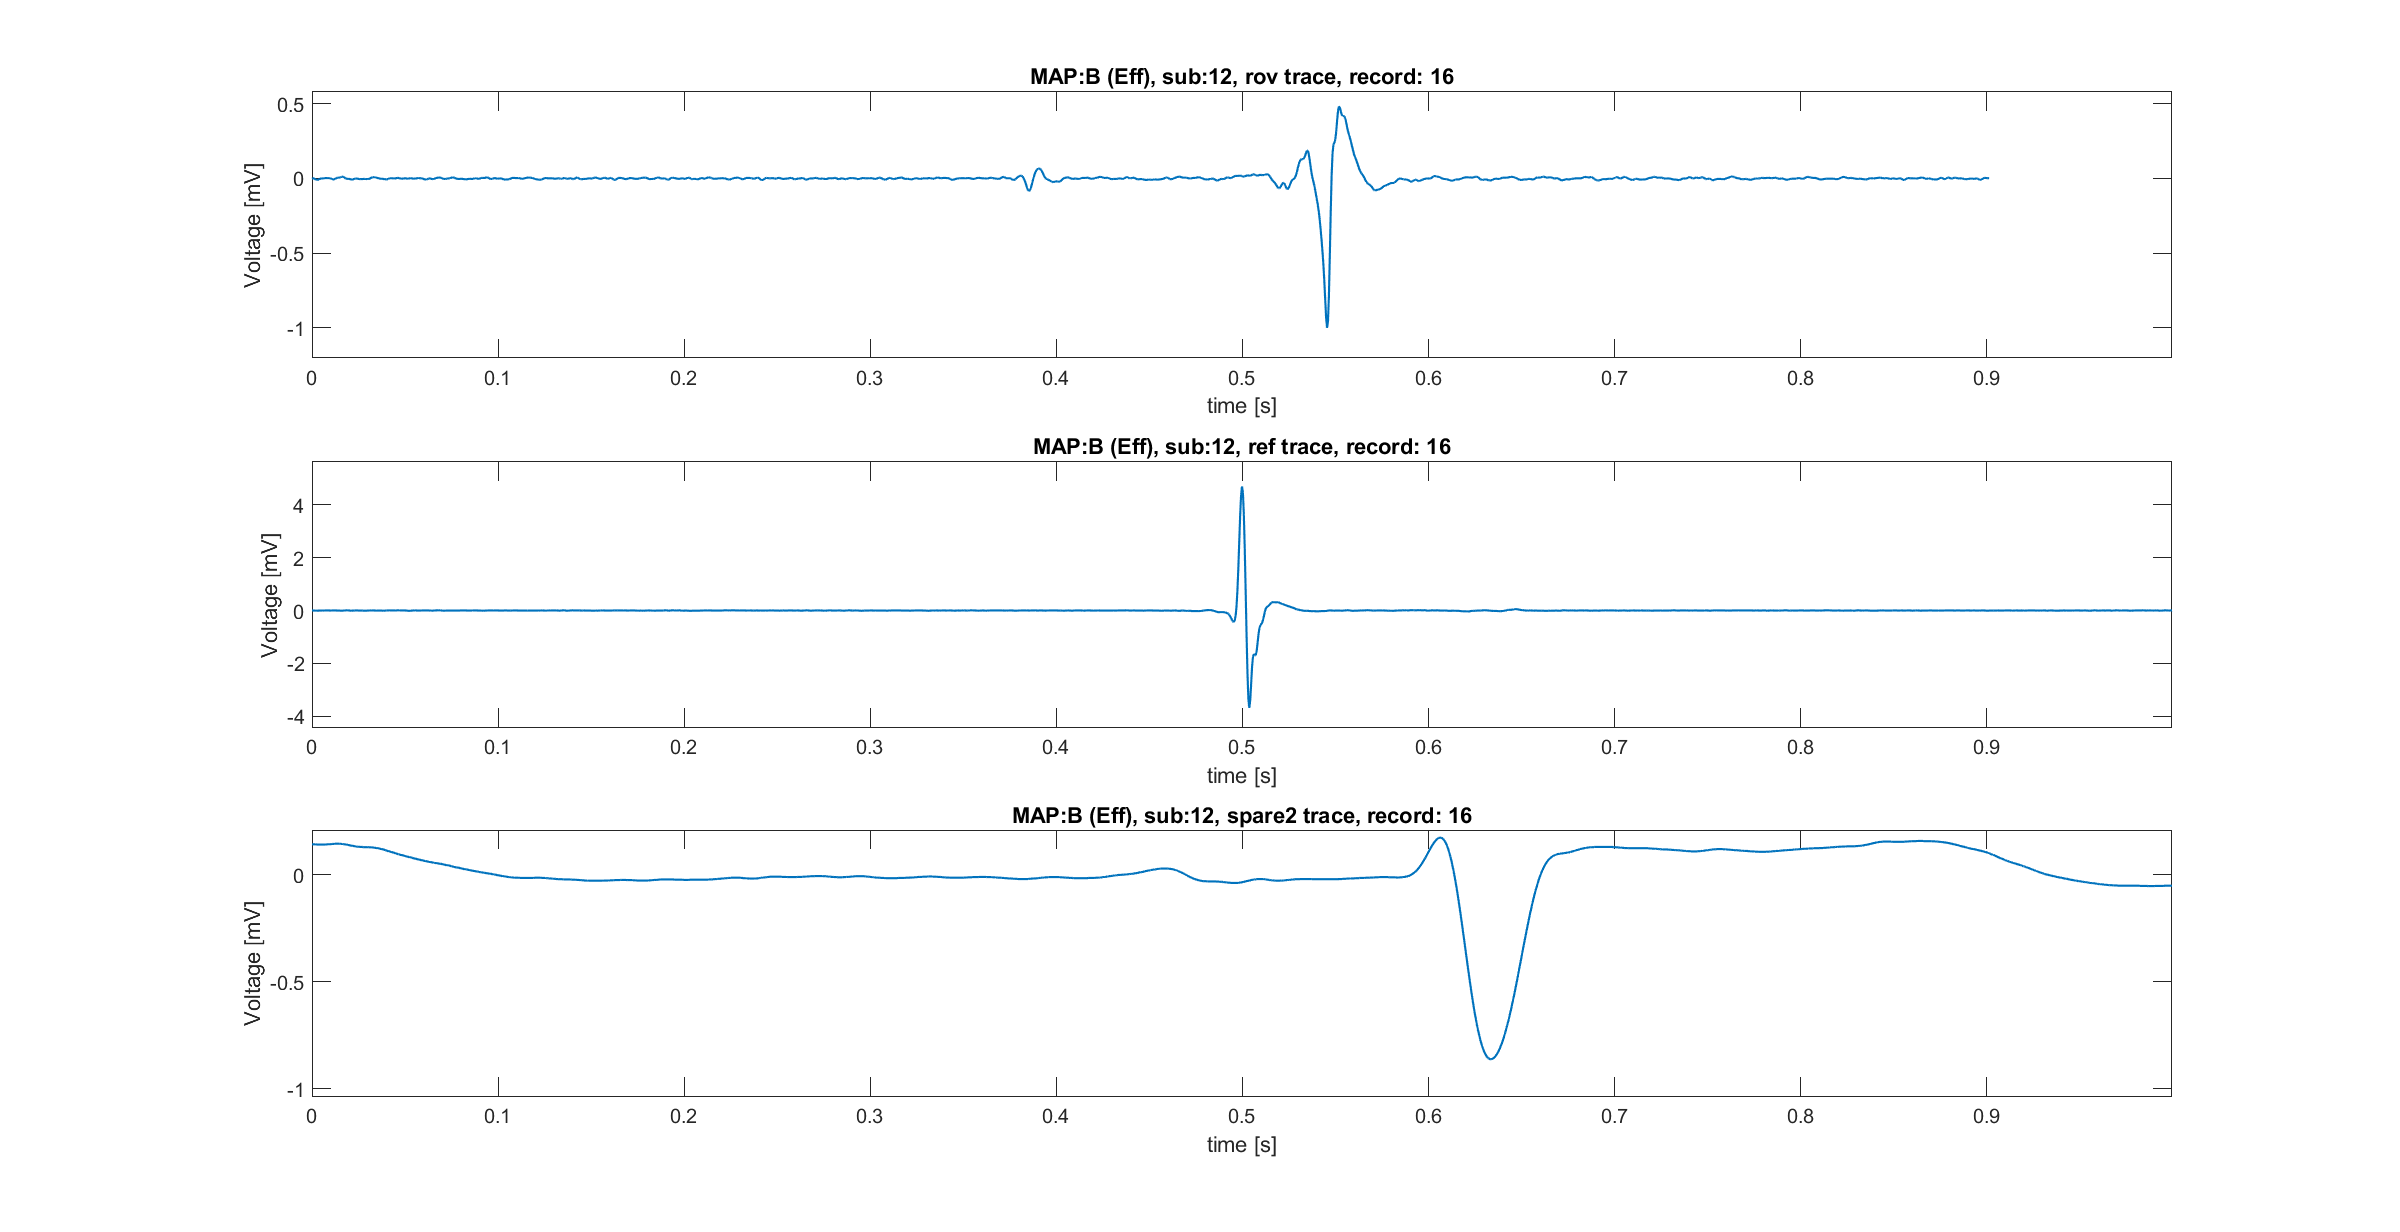 MAP:B (Eff), sub:12, rov trace, record: 16
0.5
0
-0.5
-1
Voltage [mV]
0 0.1 0.2 0.3 0.4 0.5 0.6 0.7 0.8 0.9
time [s]
MAP:B (Eff), sub:12, ref trace, record: 16
4
2
0
-2
-4
Voltage [mV]
0 0.1 0.2 0.3 0.4 0.5 0.6 0.7 0.8 0.9
time [s]
MAP:B (Eff), sub:12, spare2 trace, record: 16
0
-0.5
-1
Voltage [mV]
0 0.1 0.2 0.3 0.4 0.5 0.6 0.7 0.8 0.9
time [s]